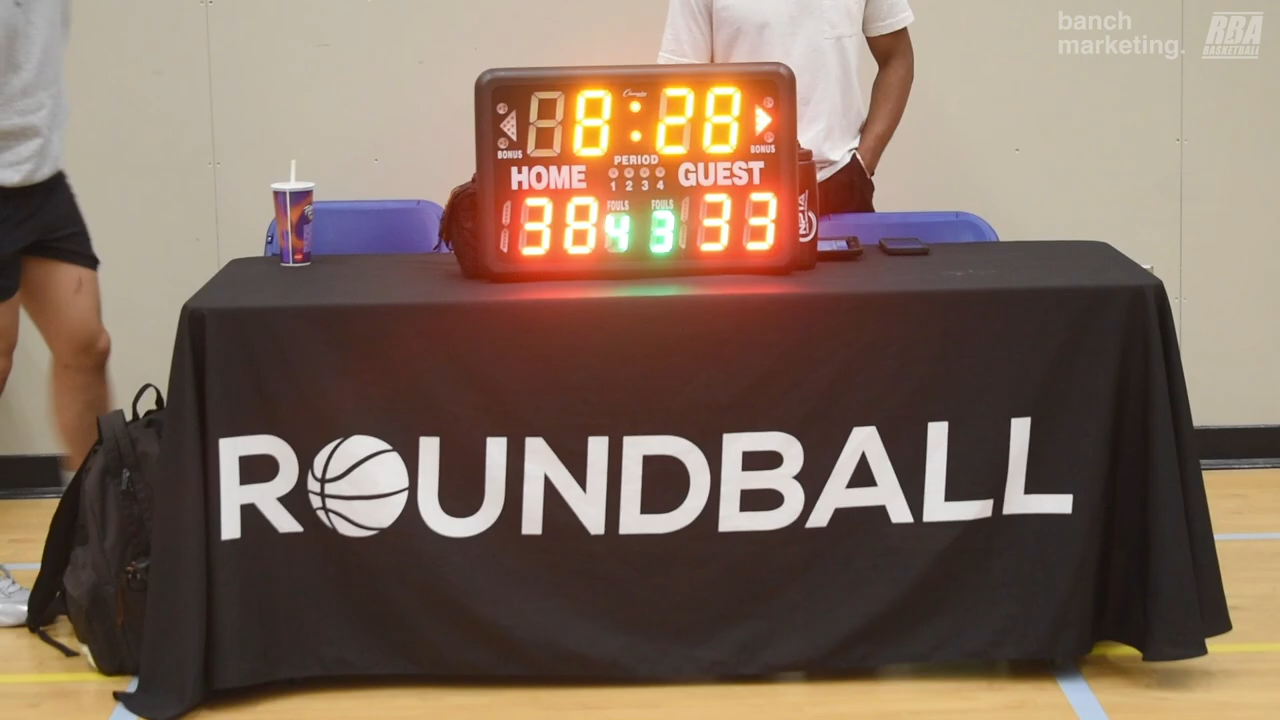 banch
marketing.
RBA
BASKETBALL
8:28
BONUS
BONUS
PERIOD
HOME
GUEST
1 2 3 4
FOULS
FOULS
38
4
3
33
ROUNDBALL